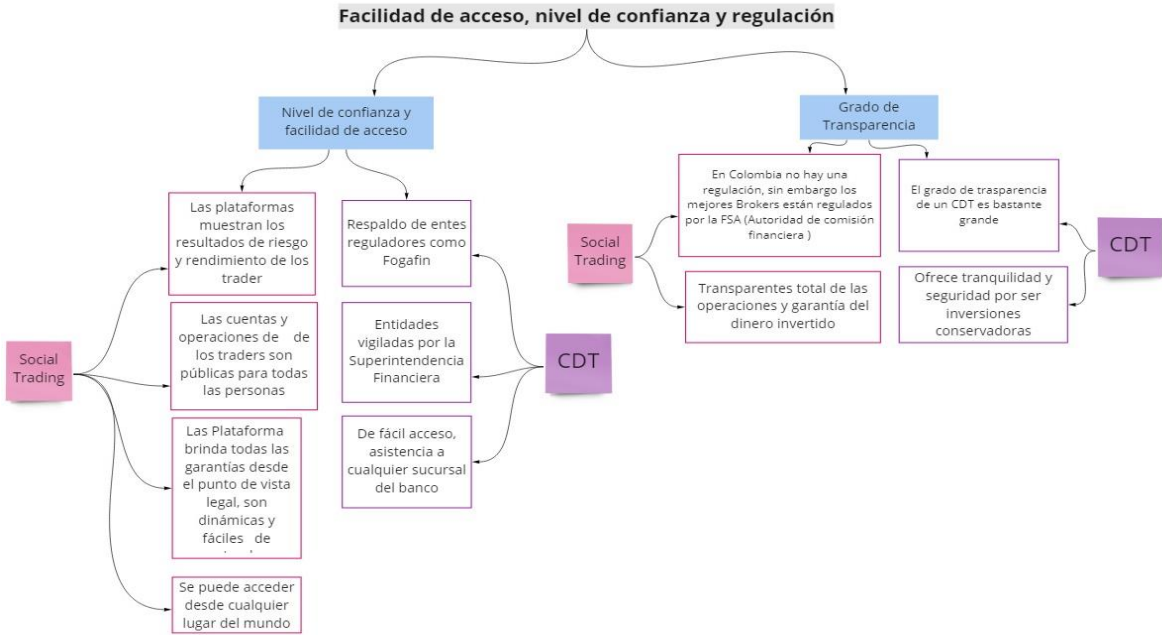 Facilidad de acceso, nivel de confianza y regulación
Nivel de confianza y
facilidad de acceso
Las plataformas
muestran los
resultados de riesgo
y rendimiento de los
trader
Las cuentas y
operaciones de de
los traders son
públicas para todas
las personas
Las Plataforma
brinda todas las
garantías desde
el punto de vista
legal, son
dinámicas y
fáciles de
Se puede acceder
desde cualquier
lugar del mundo
Social
Trading
Respaldo de entes
reguladores como
Fogafin
Entidades
vigiladas por la
Superintendencia
Financiera
De fácil acceso,
asistencia a
cualquier sucursal
del banco
CDT
Grado de
Transparencia
En Colombia no hay una
regulación, sin embargo los
mejores Brokers están regulados
por la FSA (Autoridad de comisión
financiera )
Transparentes total de las
operaciones y garantía del
dinero invertido
Social
Trading
El grado de trasparencia
de un CDT es bastante
grande
Ofrece tranquilidad y
seguridad por ser
inversiones
conservadoras
CDT